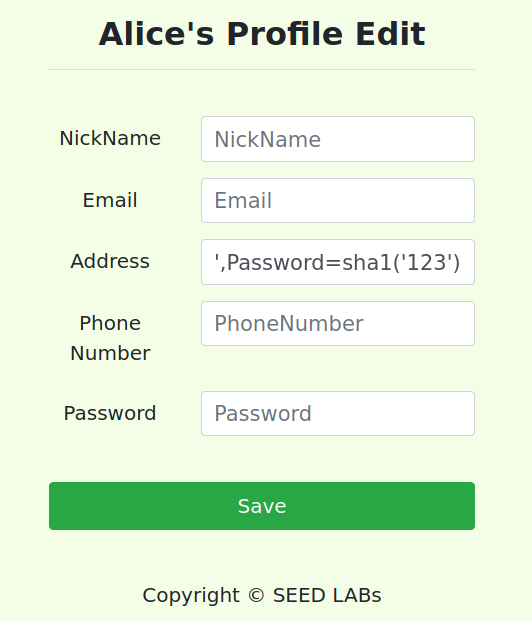 Alice's Profile Edit
NickName NickName
Email Email
Address ',Password=sha1('123')
Phone Number PhoneNumber
Password Password
Save
Copyright © SEED LABs